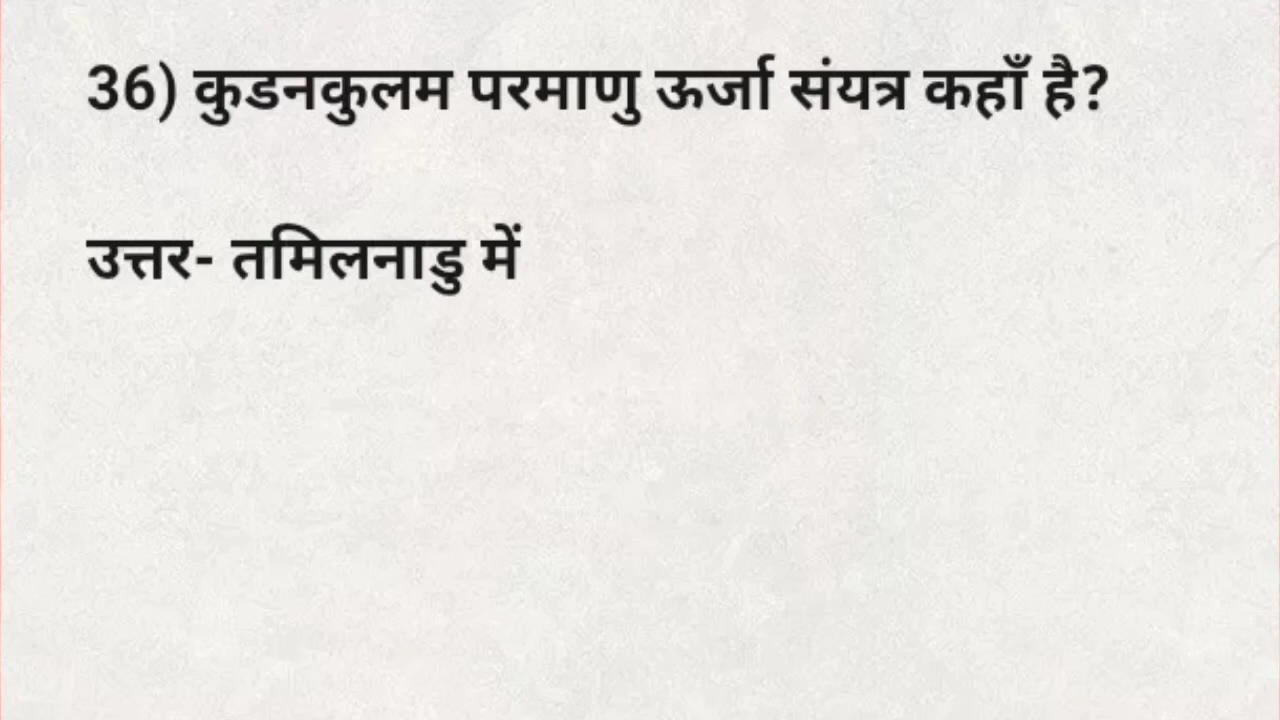 36) कुडनकुलम परमाणु ऊर्जा संयत्र कहाँ है?
उत्तर- तमिलनाडु में